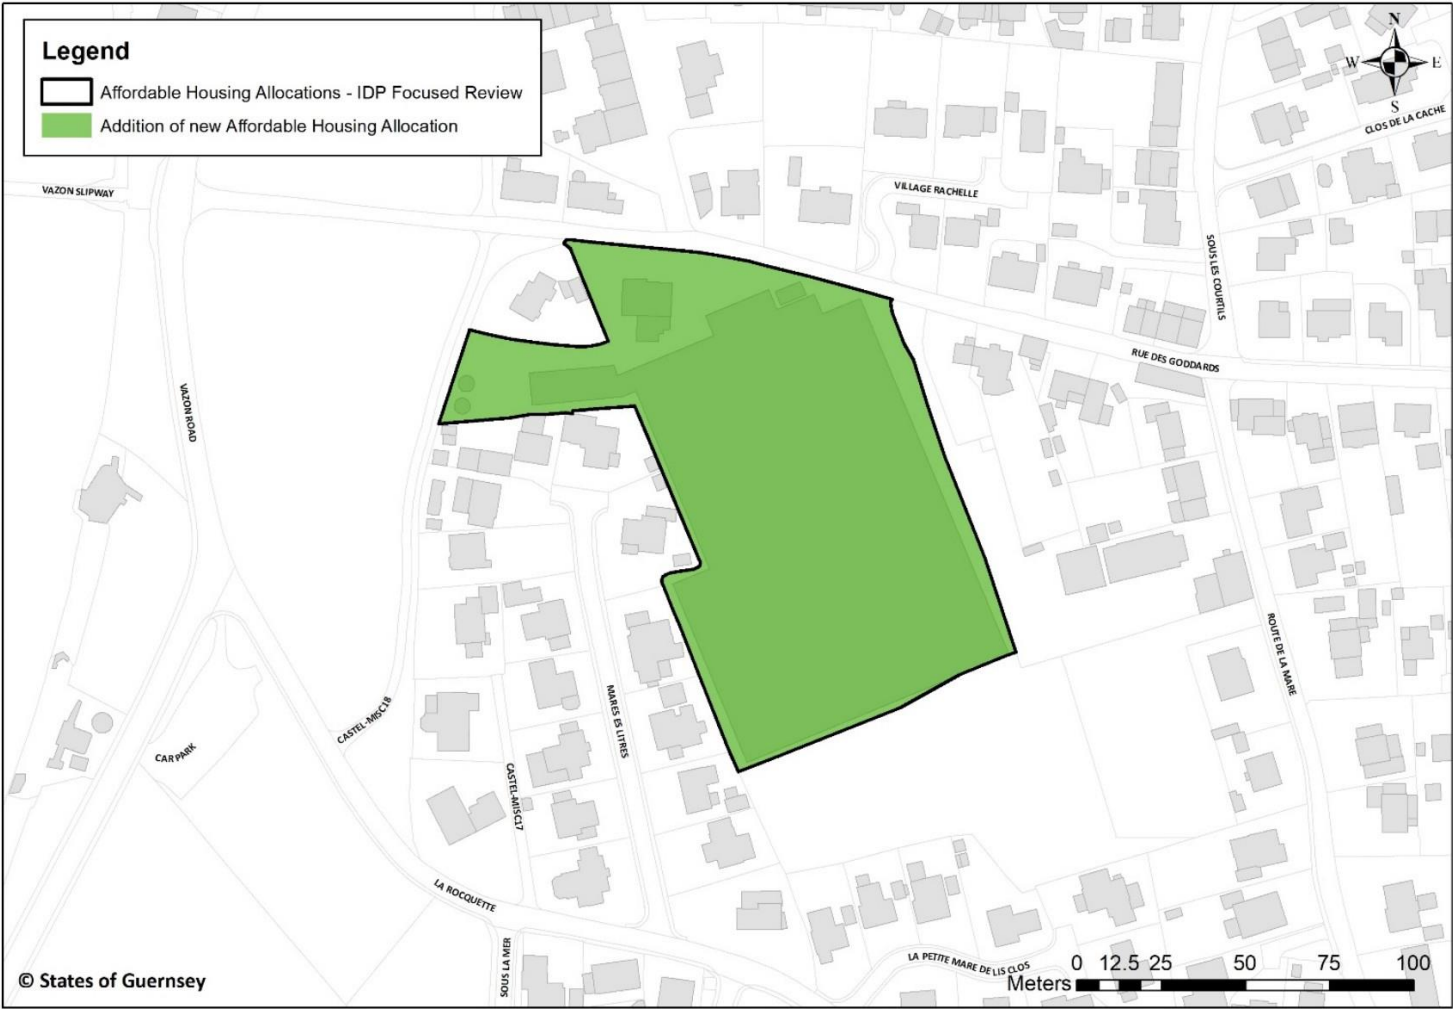 Legend
Affordable Housing Allocations - IDP Focused Review
Addition of new Affordable Housing Allocation
N
W
E
S
CLOS DE LA CACHE
VAZON SLIPWAY
VILLAGE RACHELLE
SOUS LES COURTILS
RUE DES GODDARDS
VAZON ROAD
ROUTE DE LA MARE
MARES ES LITRES
CASTEL-MISC18
CAR PARK
CASTEL-MISC17
LA ROCQUETTE
SOUS LA MER
LA PETITE MARE DE LIS CLOS
© States of Guernsey
0 12.5 25 50 75 100
Meters